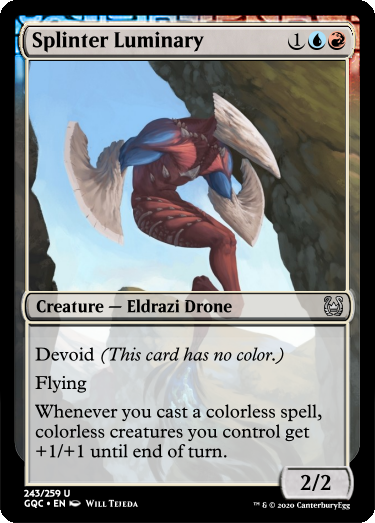 Splinter Luminary 1
Creature — Eldrazi Drone
Devoid (This card has no color.)
Flying
Whenever you cast a colorless spell,
colorless creatures you control get
+1/+1 until end of turn.
2/2
243/259 U
GQC • EN Will Tejeda
™ & © 2020 CanterburyEgg